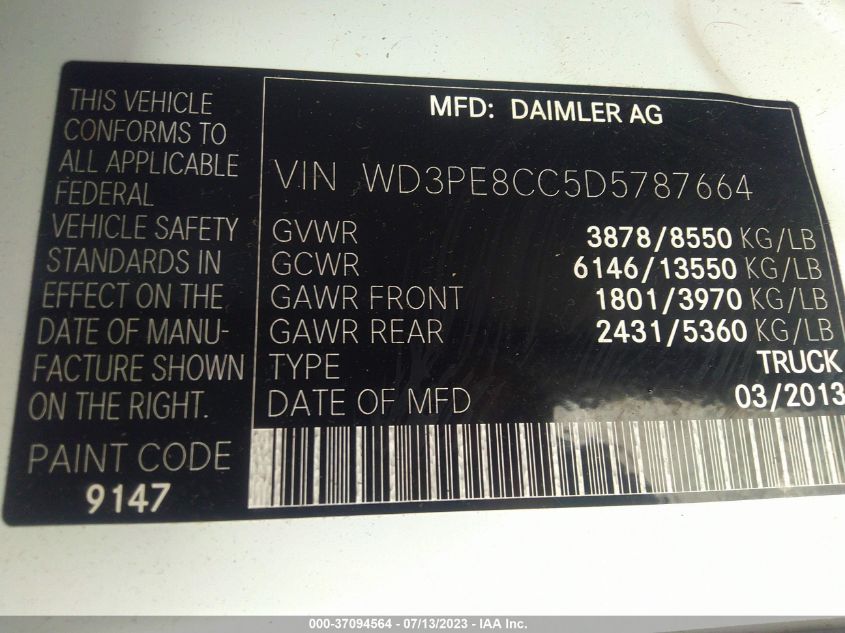 THIS VEHICLE
CONFORMS TO
ALL APPLICABLE
FEDERAL
VEHICLE SAFETY
STANDARDS IN
EFFECT ON THE
DATE OF MANU-
FACTURE SHOWN
ON THE RIGHT.
PAINT CODE
9147
MFD: DAIMLER AG
VIN WD3PE8CC5D5787664
GVWR 3878/8550 KG/LB
GCWR 6146/13550 KG/LB
GAWR FRONT 1801/3970 KG/LB
GAWR REAR 2431/5360 KG/LB
TYPE TRUCK
DATE OF MFD 03/2013
000-37094564 / 07/13/2023 - IAA Inc.